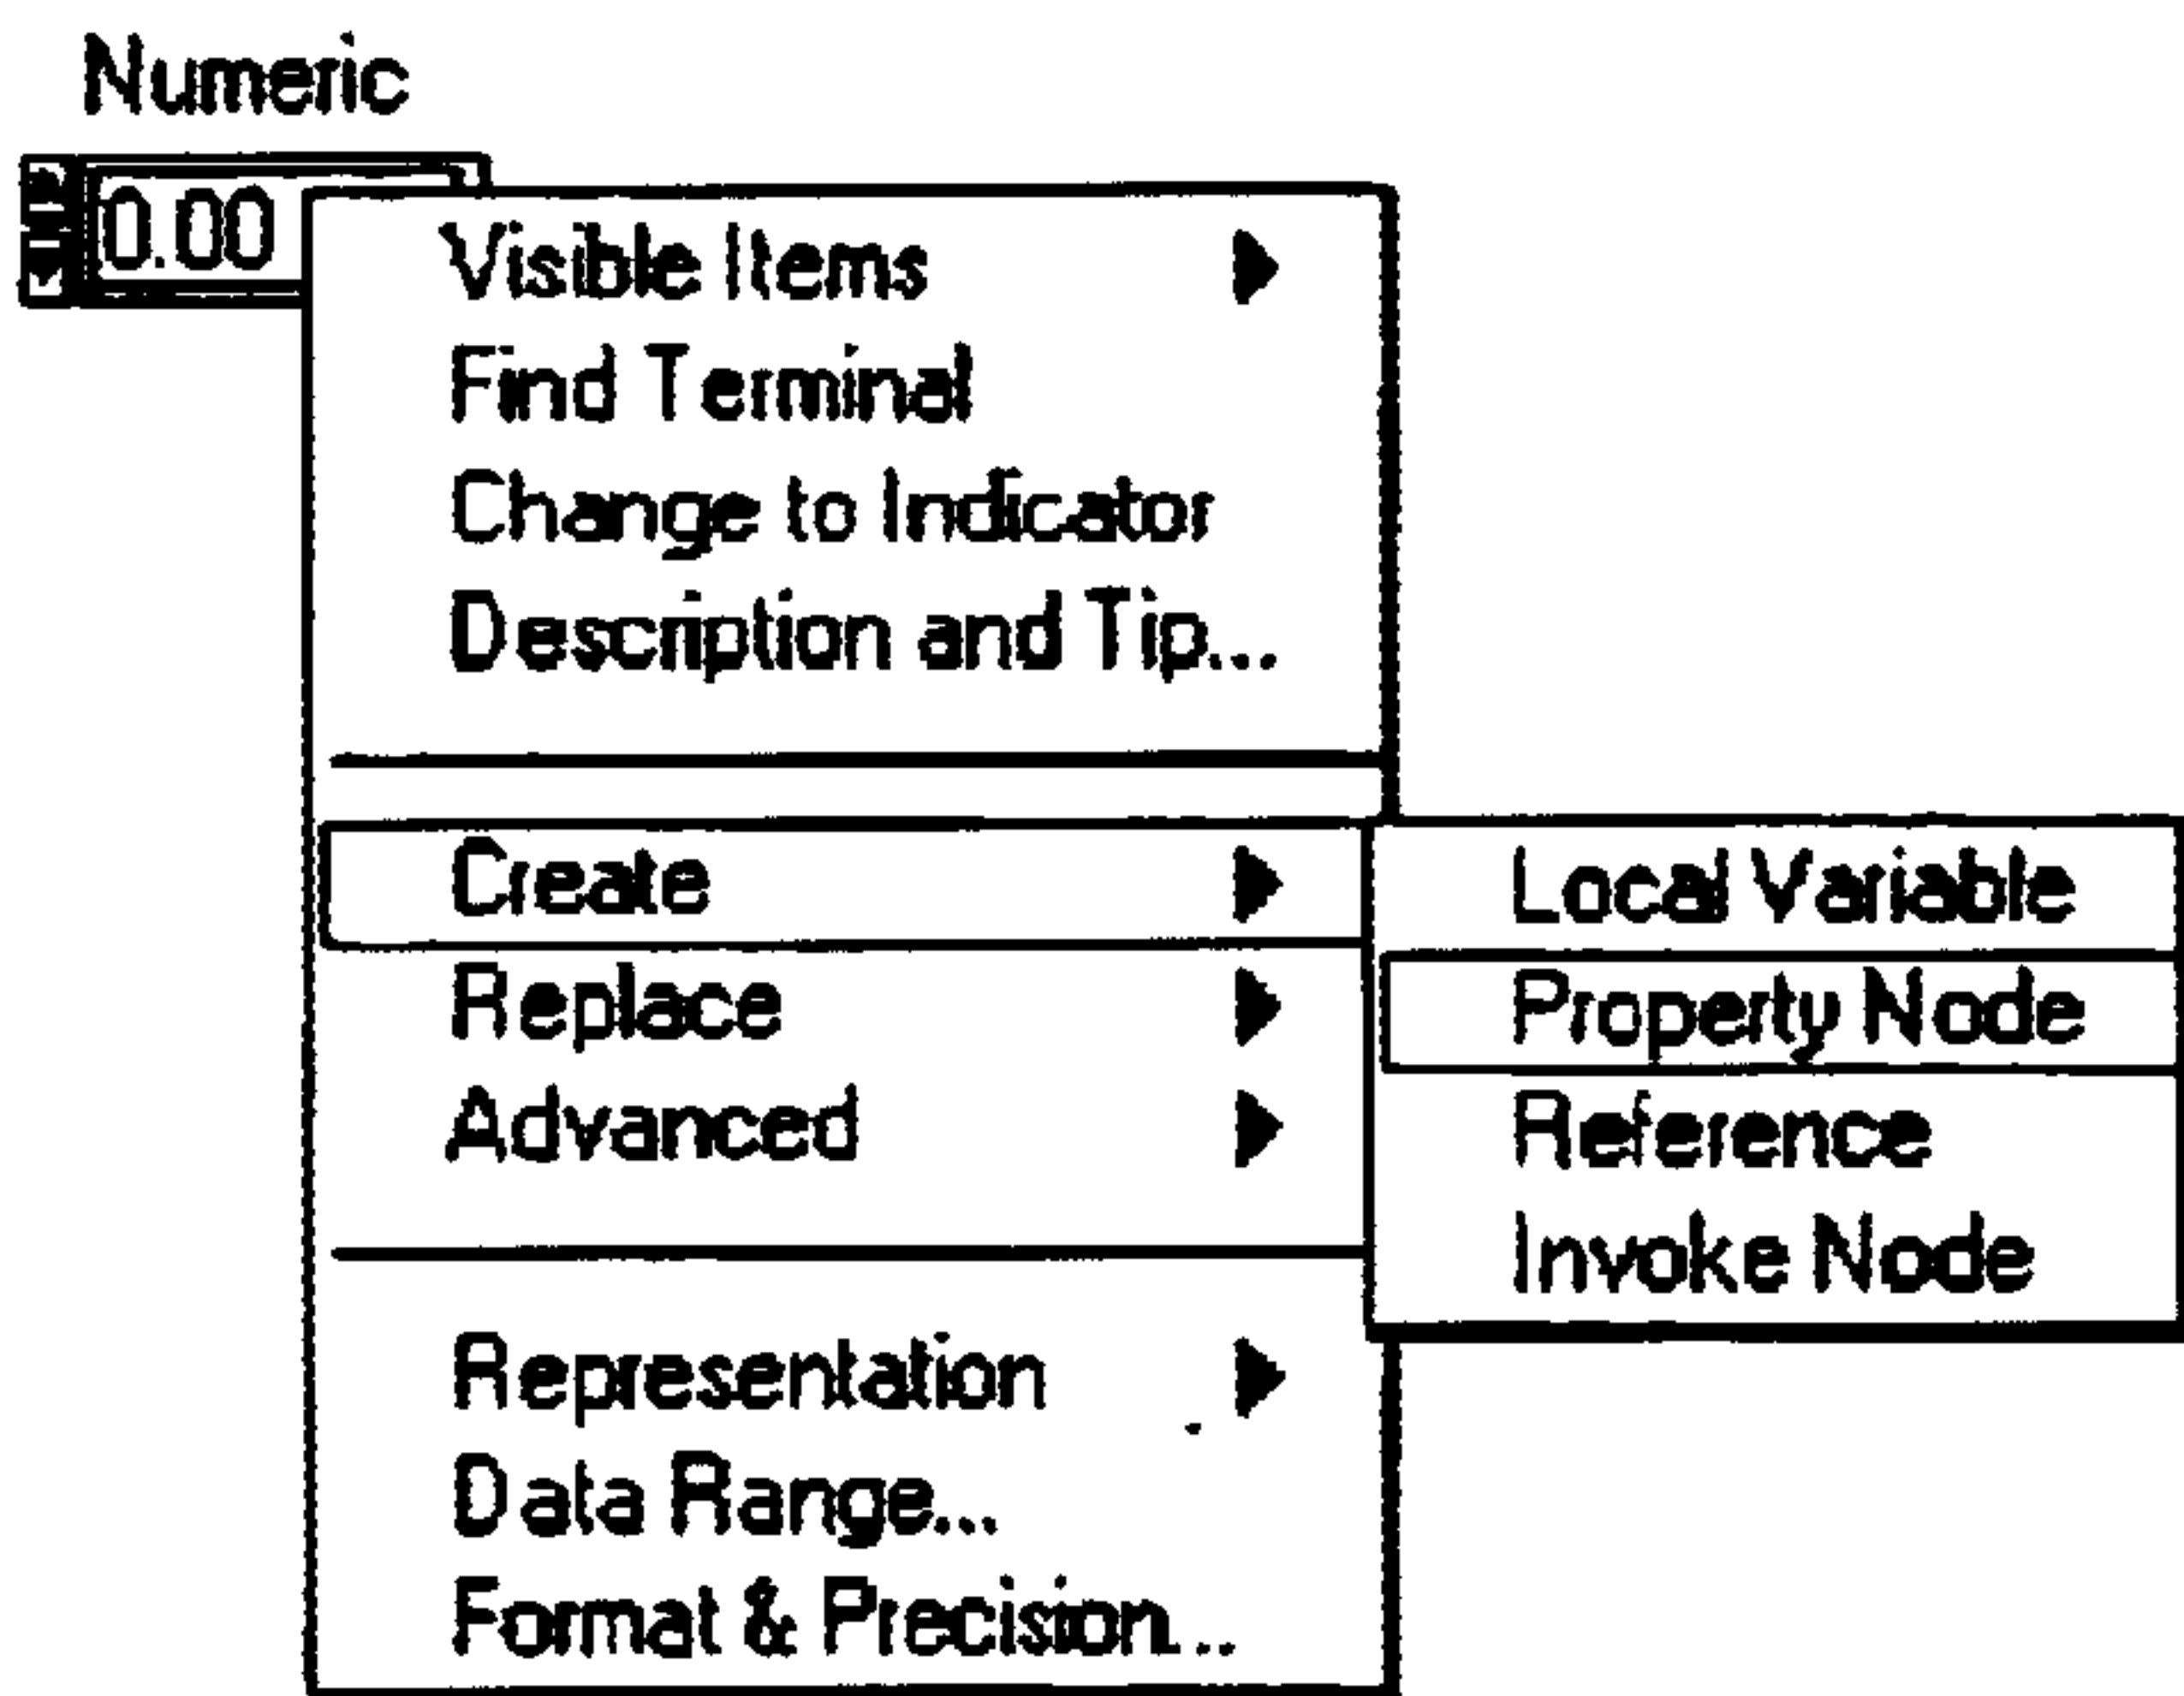 Numeric
0.00
Visible Items
Find Terminal
Change to Indicator
Description and Tip...
Create
Replace
Advanced
Representation
Data Range...
Format & Precision...
Local Variable
Property Node
Reference
Invoke Node